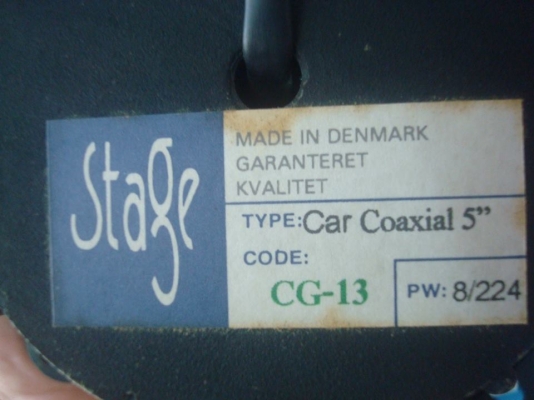 Stage
MADE IN DENMARK
GARANTERET
KVALITET
TYPE: Car Coaxial 5”
CODE:
CG-13
PW: 8/224